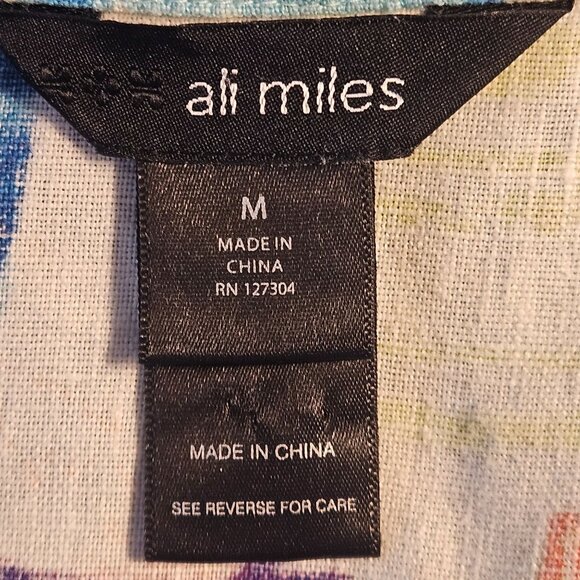 ali miles
M
MADE IN
CHINA
RN 127304
MADE IN CHINA
SEE REVERSE FOR CARE